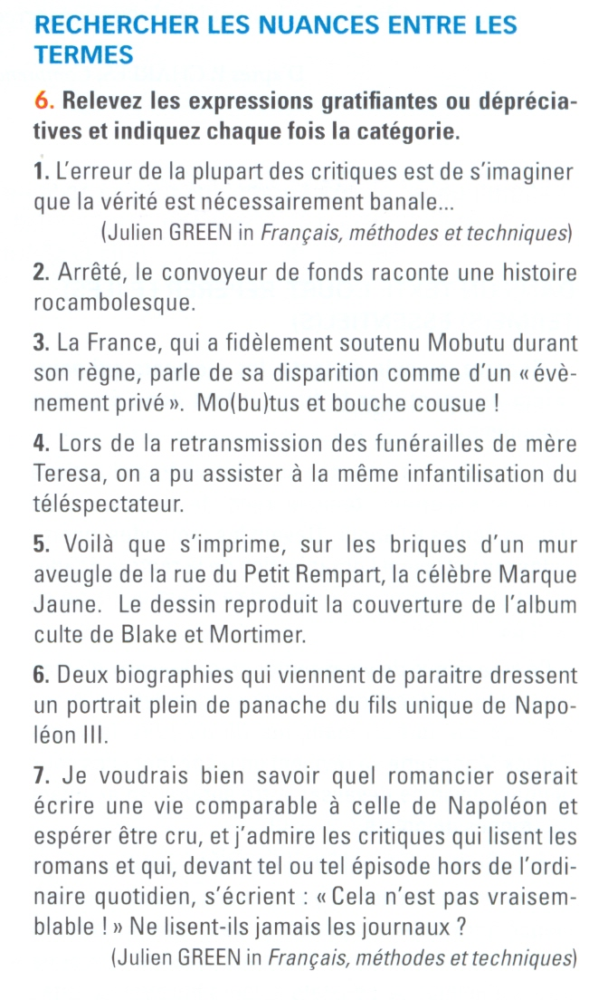 RECHERCHER LES NUANCES ENTRE LES
TERMES
6. Relevez les expressions gratifiantes ou déprécia-
tives et indiquez chaque fois la catégorie.
1. L'erreur de la plupart des critiques est de s'imaginer
que la vérité est nécessairement banale...
(Julien GREEN in Français, méthodes et techniques)
2. Arrêté, le convoyeur de fonds raconte une histoire
rocambolesque.
3. La France, qui a fidèlement soutenu Mobutu durant
son règne, parle de sa disparition comme d'un « évè-
nement privé ». Mo(bu)tus et bouche cousue !
4. Lors de la retransmission des funérailles de mère
Teresa, on a pu assister à la même infantilisation du
téléspectateur.
5. Voilà que s'imprime, sur les briques d'un mur
aveugle de la rue du Petit Rempart, la célèbre Marque
Jaune. Le dessin reproduit la couverture de l'album
culte de Blake et Mortimer.
6. Deux biographies qui viennent de paraitre dressent
un portrait plein de panache du fils unique de Napo-
léon III.
7. Je voudrais bien savoir quel romancier oserait
écrire une vie comparable à celle de Napoléon et
espérer être cru, et j'admire les critiques qui lisent les
romans et qui, devant tel ou tel épisode hors de l'ordi-
naire quotidien, s'écrient : « Cela n'est pas vraisem-
blable ! » Ne lisent-ils jamais les journaux ?
(Julien GREEN in Français, méthodes et techniques)